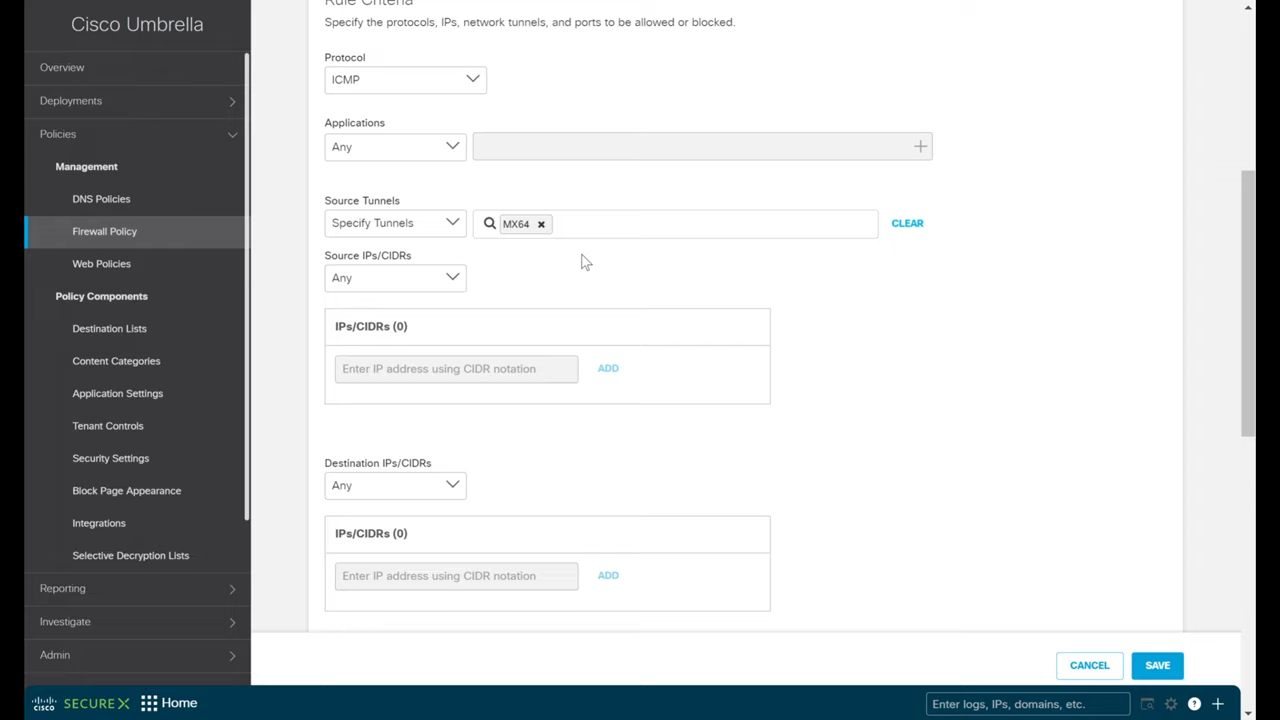 Cisco Umbrella
Overview
Deployments
Policies
Management
DNS Policies
Firewall Policy
Web Policies
Policy Components
Destination Lists
Content Categories
Application Settings
Tenant Controls
Security Settings
Block Page Appearance
Integrations
Selective Decryption Lists
Reporting
Investigate
Admin
Rule Criteria
Specify the protocols, IPs, network tunnels, and ports to be allowed or blocked.
Protocol
ICMP
Applications
Any
Source Tunnels
Specify Tunnels
MX64
CLEAR
Source IPs/CIDRs
Any
IPs/CIDRs (0)
Enter IP address using CIDR notation
ADD
Destination IPs/CIDRs
Any
IPs/CIDRs (0)
Enter IP address using CIDR notation
ADD
CANCEL
SAVE
cisco SECUREX
Home
Enter logs, IPs, domains, etc.